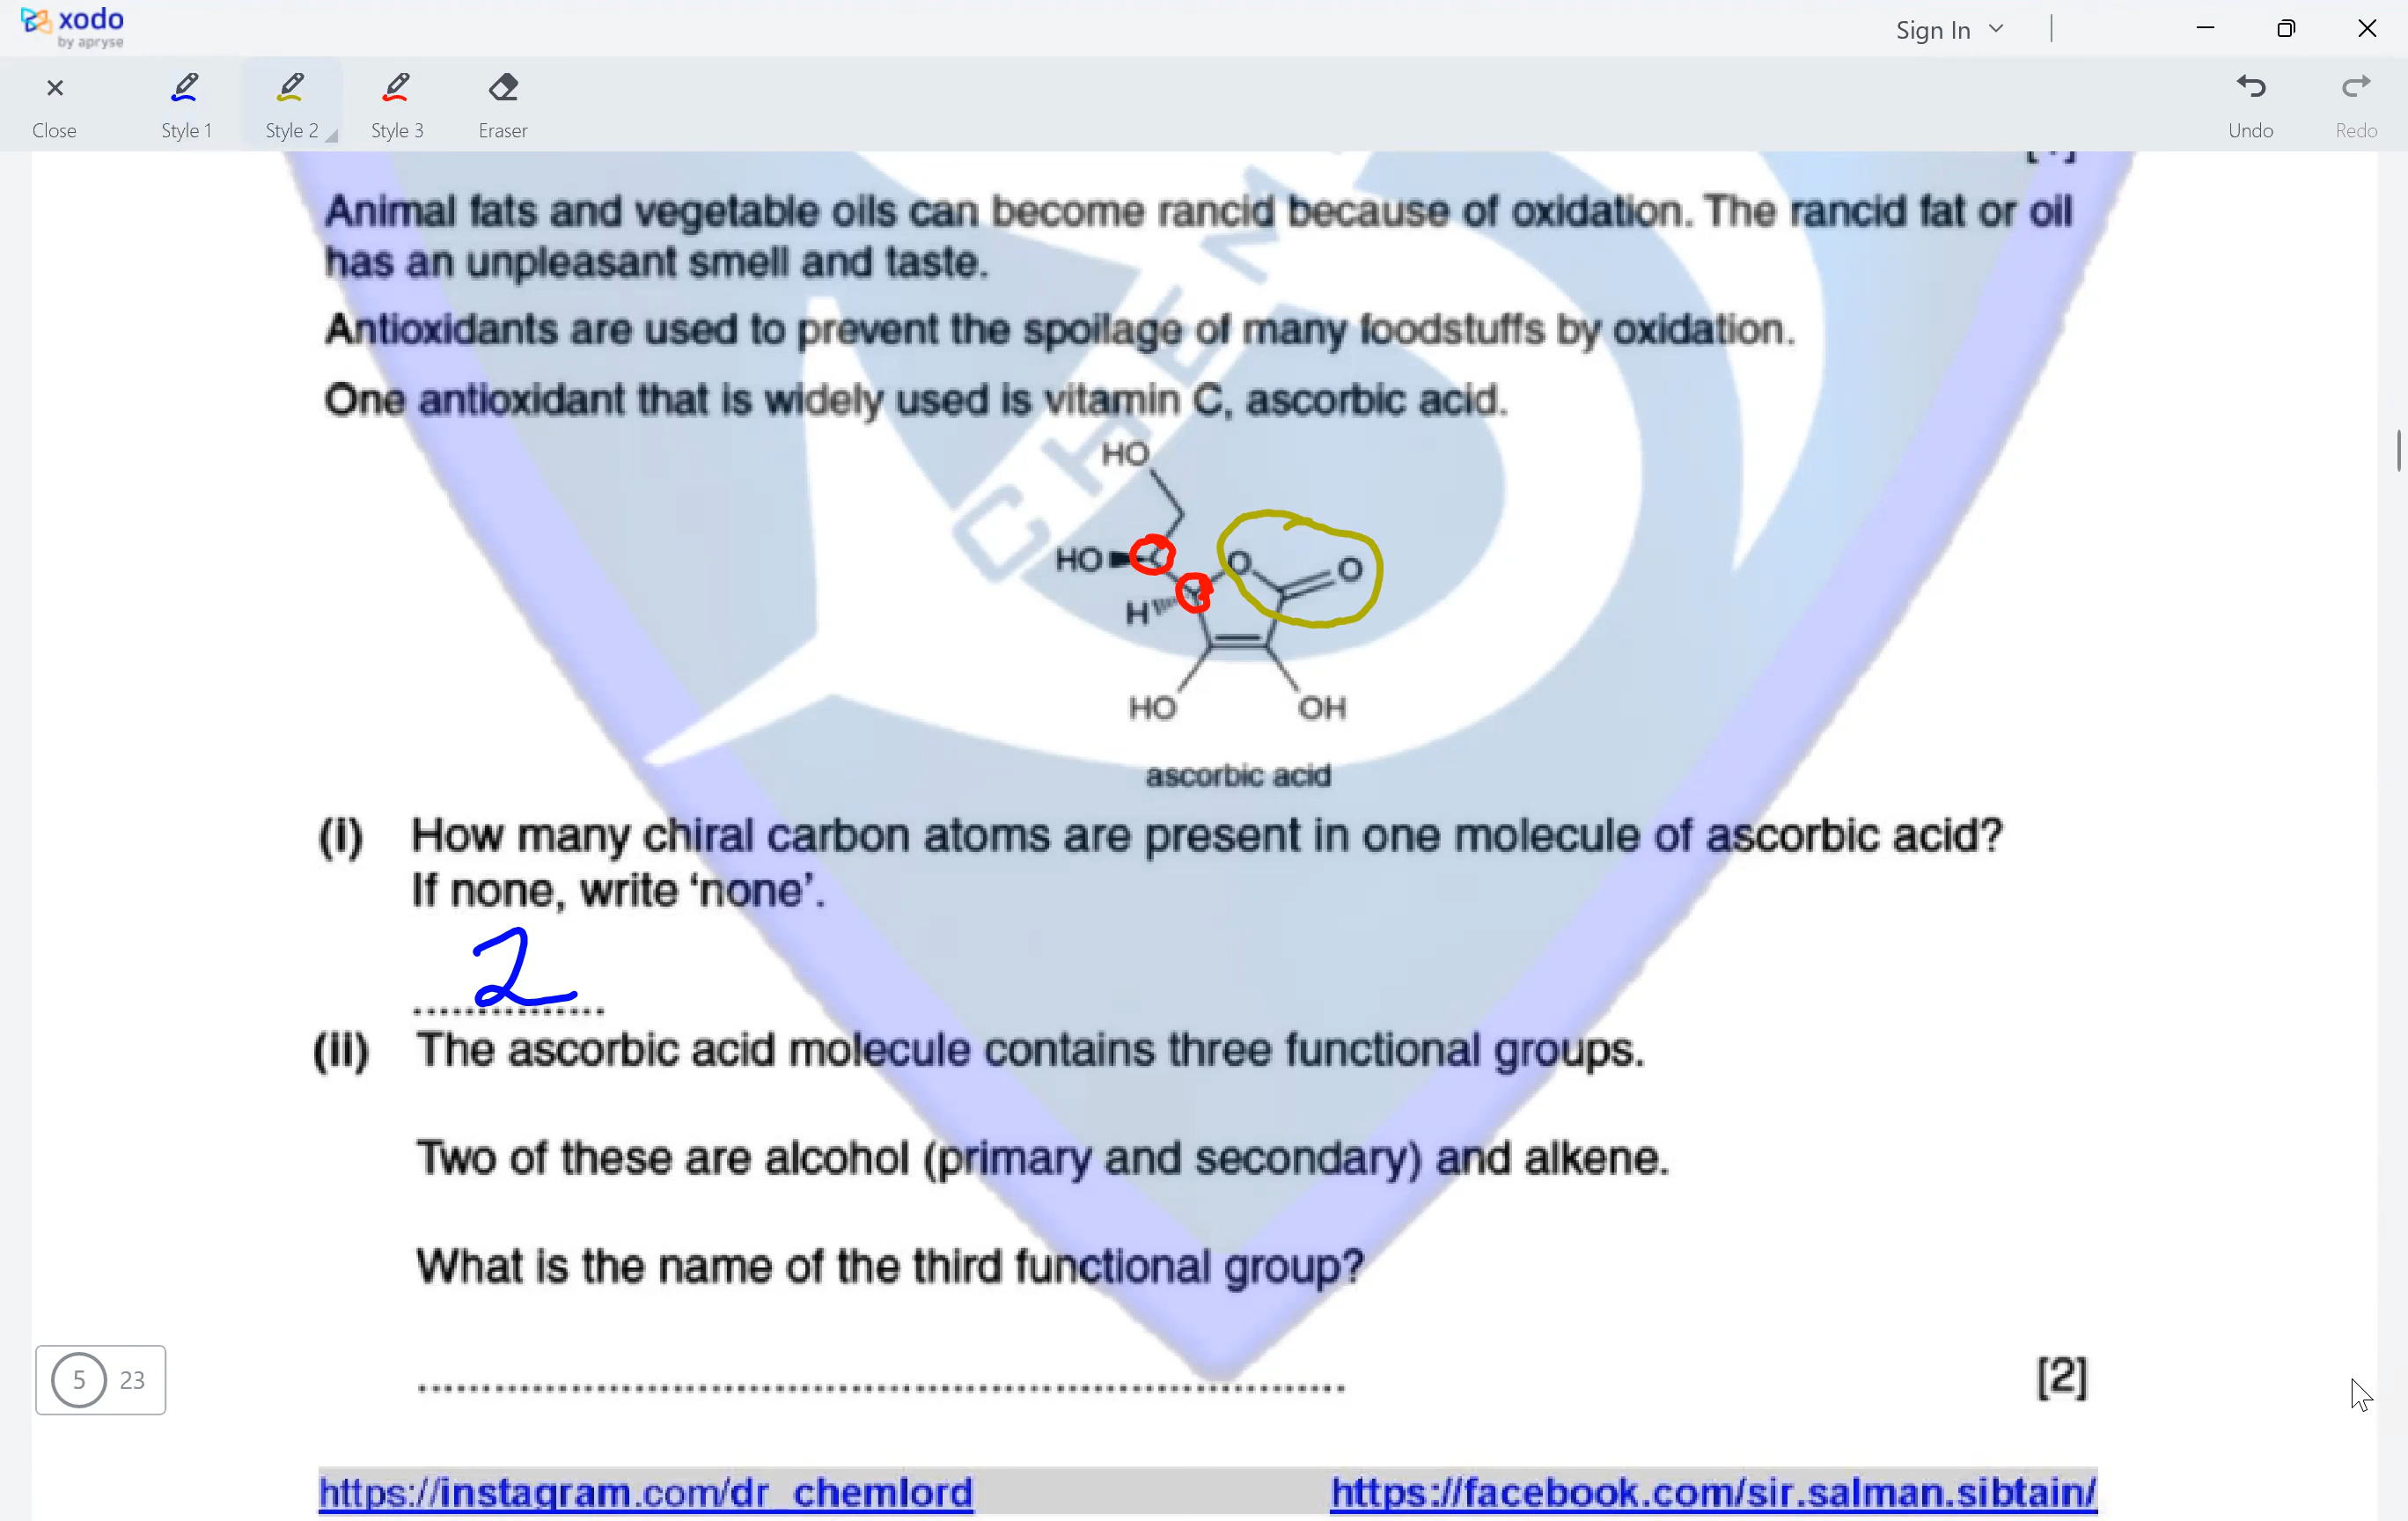 xodo
by apryse
Sign In
Close
Style 1
Style 2
Style 3
Eraser
Undo
Redo
Animal fats and vegetable oils can become rancid because of oxidation. The rancid fat or oil
has an unpleasant smell and taste.
Antioxidants are used to prevent the spoilage of many foodstuffs by oxidation.
One antioxidant that is widely used is vitamin C, ascorbic acid.
CHEM
HO
HO
O
O
H
HO
OH
ascorbic acid
(i) How many chiral carbon atoms are present in one molecule of ascorbic acid?
If none, write ‘none’.
2
(ii) The ascorbic acid molecule contains three functional groups.
Two of these are alcohol (primary and secondary) and alkene.
What is the name of the third functional group?
[2]
5 23
https://instagram.com/dr_chemlord
https://facebook.com/sir.salman.sibtain/